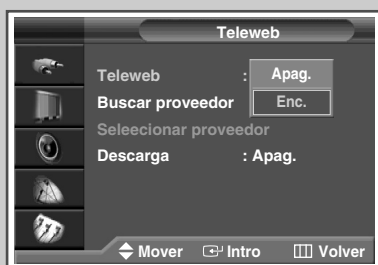 Teleweb
Teleweb : Apag.
Enc.
Buscar proveedor
Seleecionar proveedor
Descarga : Apag.
Mover Intro Volver